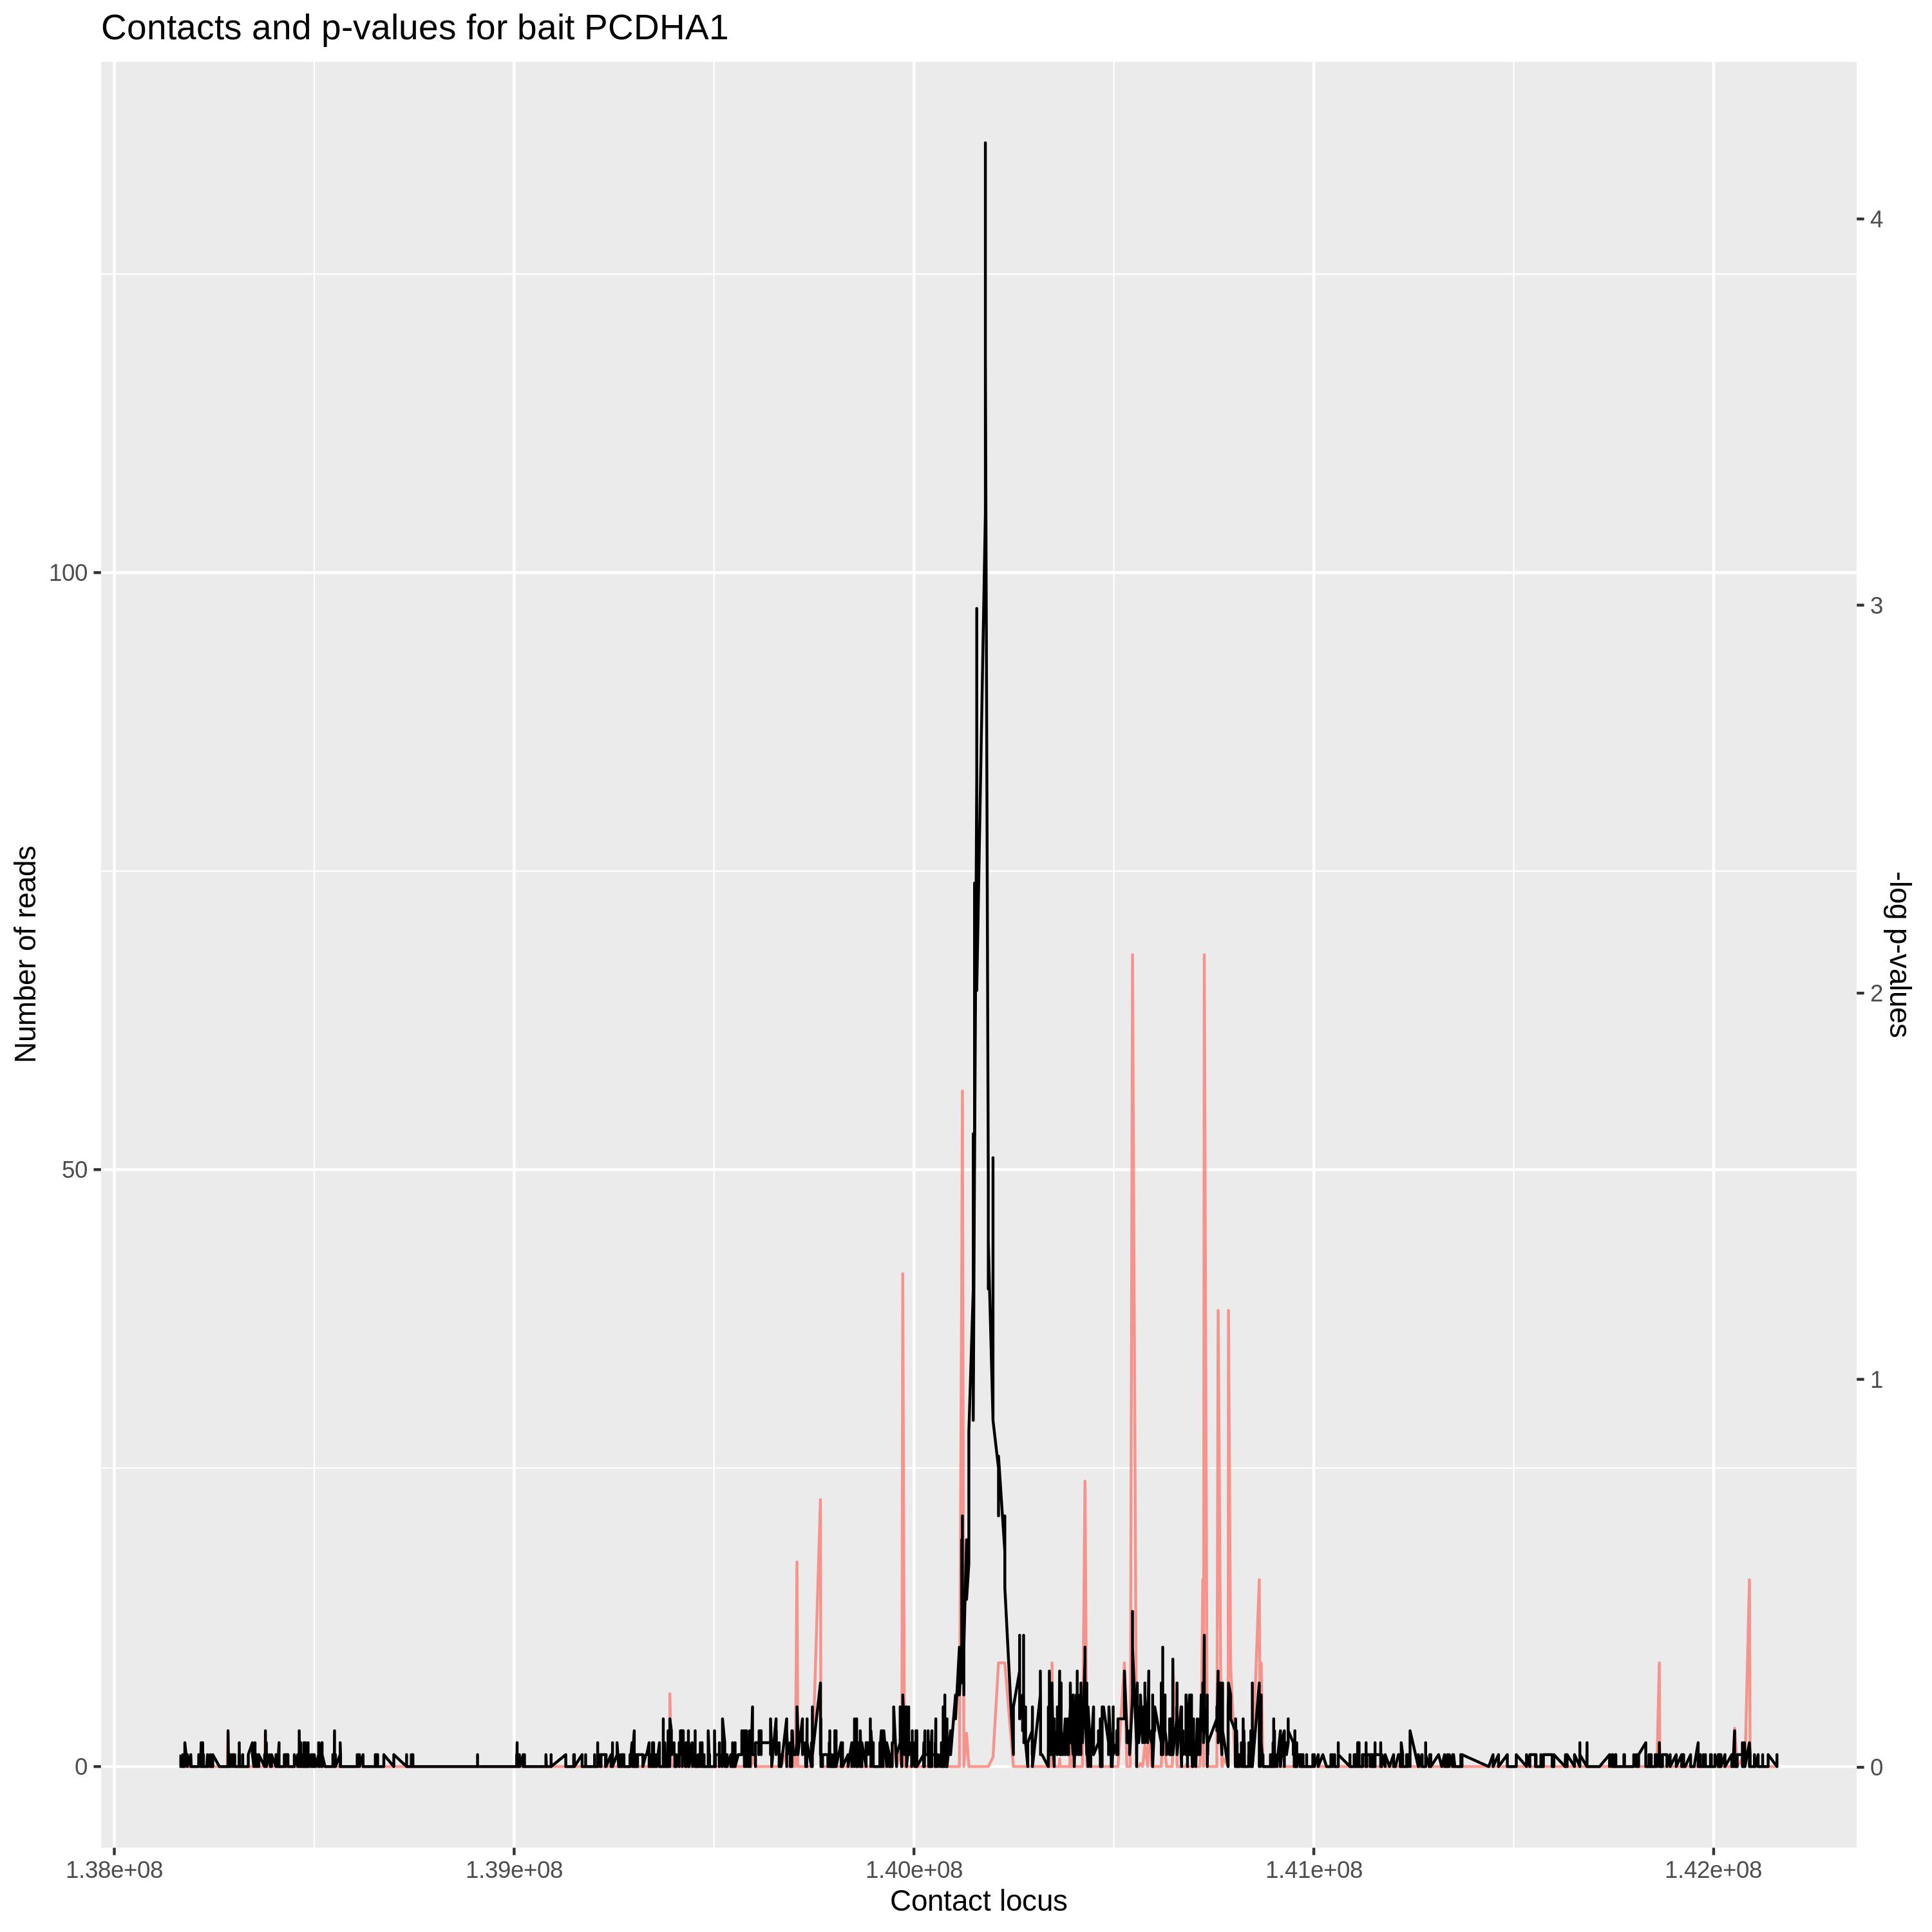 Contacts and p-values for bait PCDHA1
Number of reads
100
50
0
4
3
2
1
0
-log p-values
1.38e+08
1.39e+08
1.40e+08
1.41e+08
1.42e+08
Contact locus